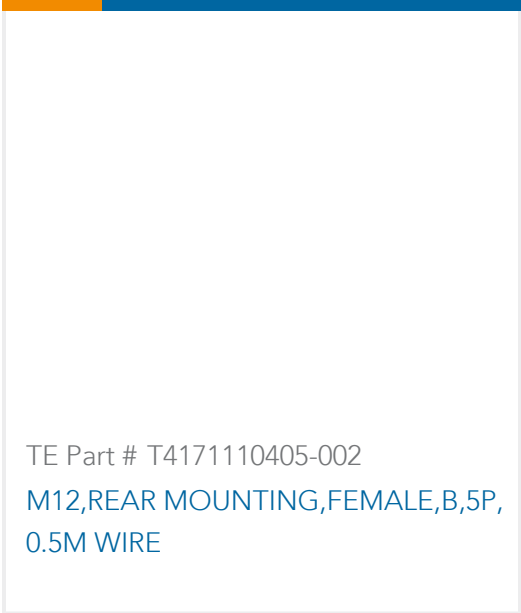 TE Part # T4171110405-002
M12,REAR MOUNTING,FEMALE,B,5P,
0.5M WIRE